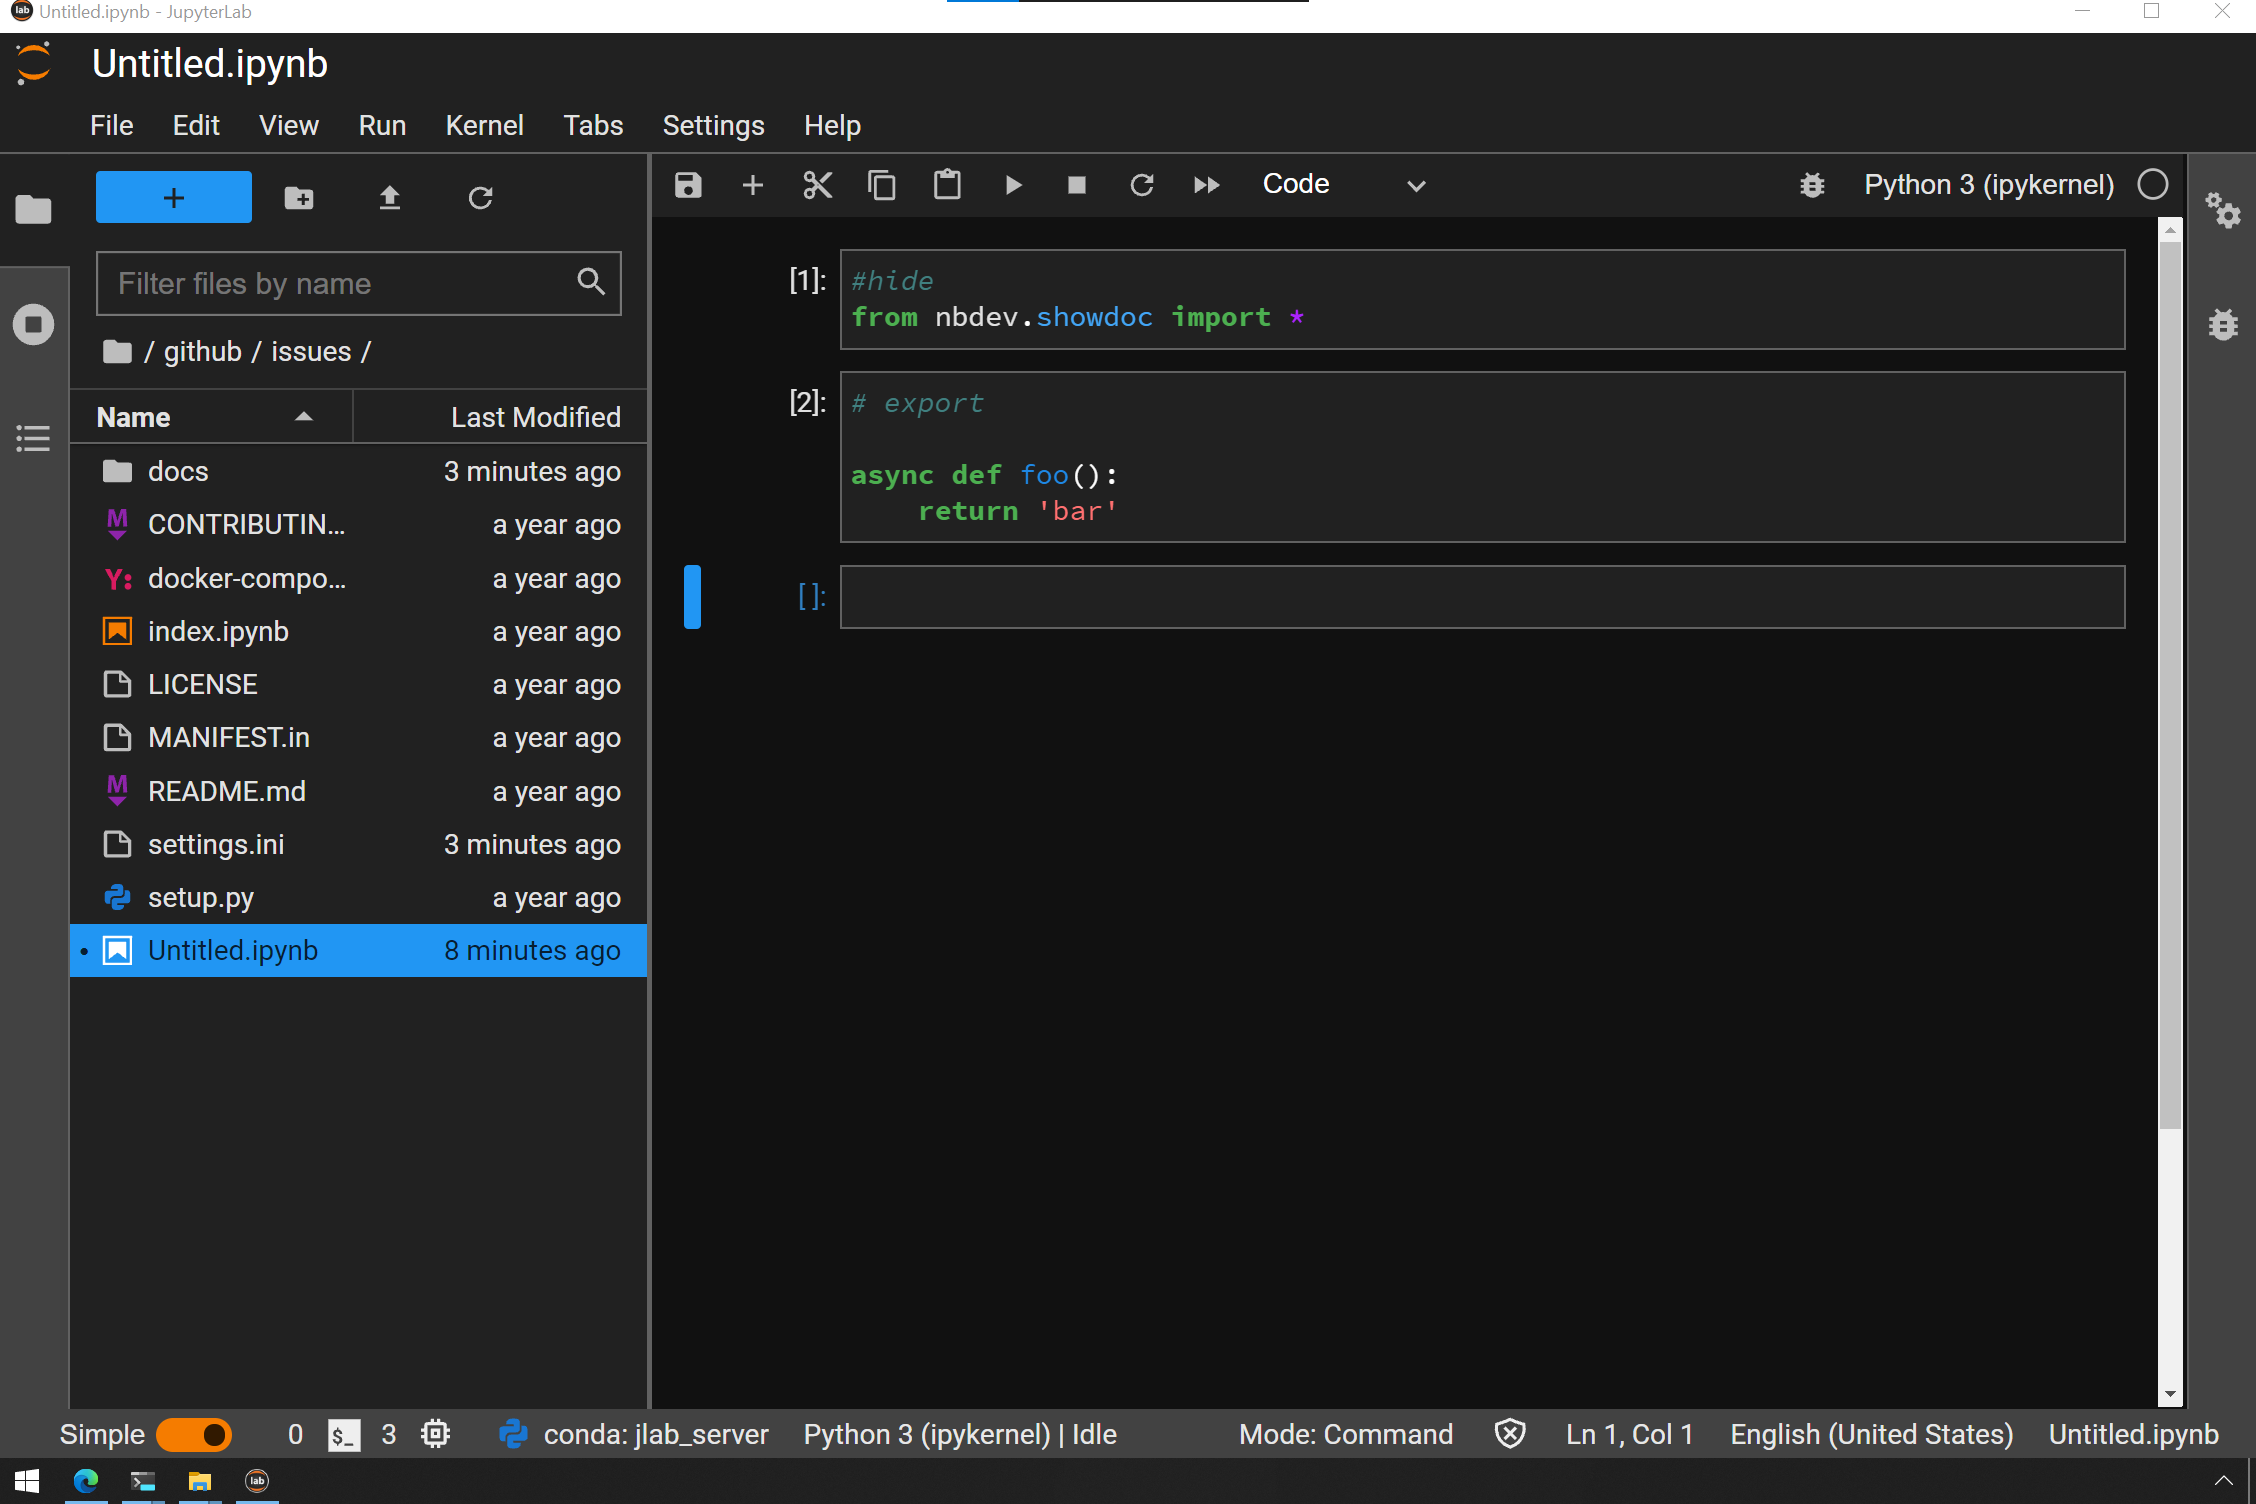 lab Untitled.ipynb - JupyterLab
Untitled.ipynb
File Edit View Run Kernel Tabs Settings Help
+
Filter files by name
/ github / issues /
Name Last Modified
docs 3 minutes ago
CONTRIBUTIN... a year ago
docker-compo... a year ago
index.ipynb a year ago
LICENSE a year ago
MANIFEST.in a year ago
README.md a year ago
settings.ini 3 minutes ago
setup.py a year ago
• Untitled.ipynb 8 minutes ago
Code Python 3 (ipykernel)
[1]: #hide
from nbdev.showdoc import *
[2]: # export
async def foo():
    return 'bar'
[ ]:
Simple 0 $_ 3 conda: jlab_server Python 3 (ipykernel) | Idle Mode: Command Ln 1, Col 1 English (United States) Untitled.ipynb
lab